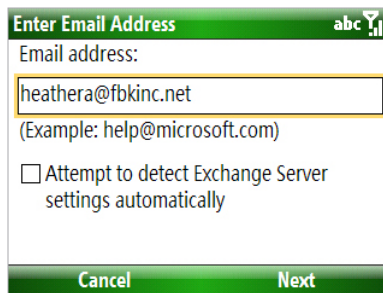 Enter Email Address abc
Email address:
heathera@fbkinc.net
(Example: help@microsoft.com)
Attempt to detect Exchange Server
settings automatically
Cancel Next